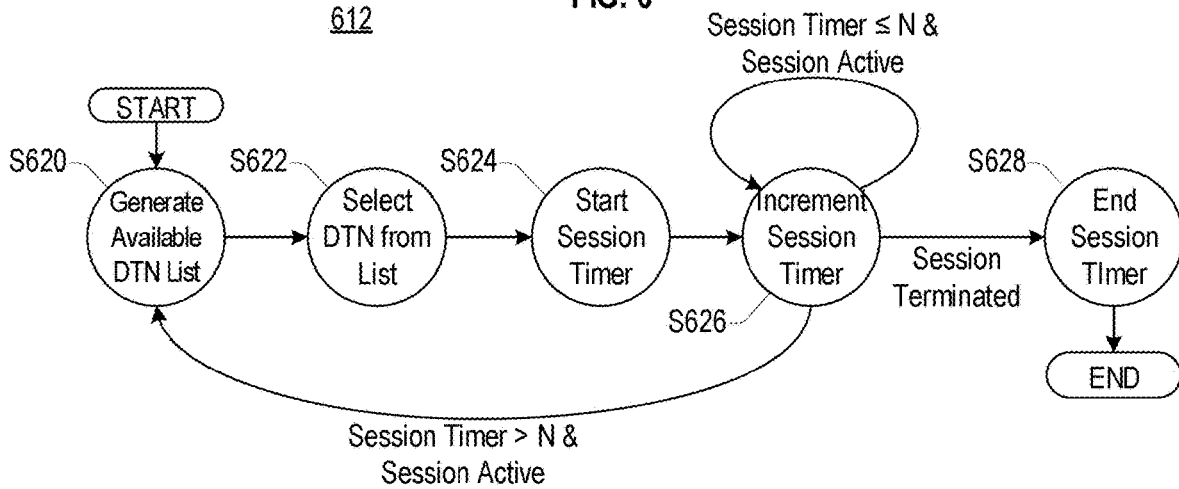 612
Session Timer ≤ N &
Session Active
START
S620
Generate
Available
DTN List
S622
Select
DTN from
List
S624
Start
Session
Timer
Increment
Session
Timer
S626
Session
Terminated
S628
End
Session
TImer
END
Session Timer > N &
Session Active